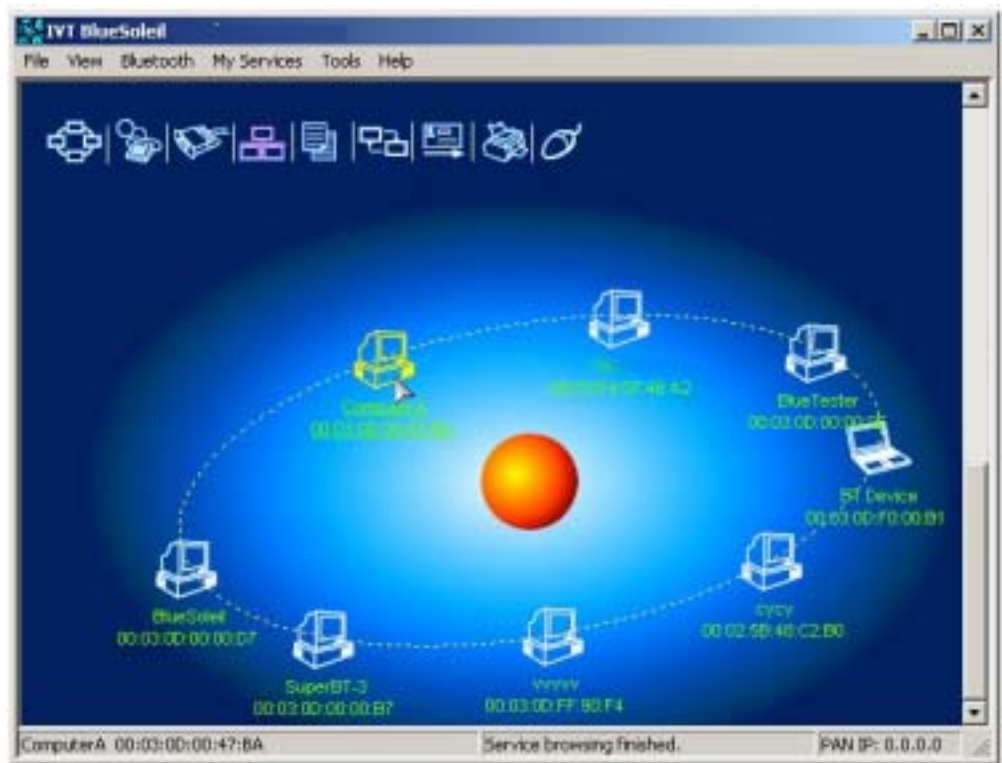 IVT BlueSoleil
File View Bluetooth My Services Tools Help
BlueTester
BT Device
00:03:0D:F0:00:B1
cycy
00:02:5B:48:C2:B0
BlueSoleil
00:03:0D:00:00:D7
SuperBT-3
00:03:0D:00:00:B7
vvvvv
00:03:0D:FF:90:F4
ComputerA 00:03:0D:00:47:BA
Service browsing finished.
PAN IP: 0.0.0.0